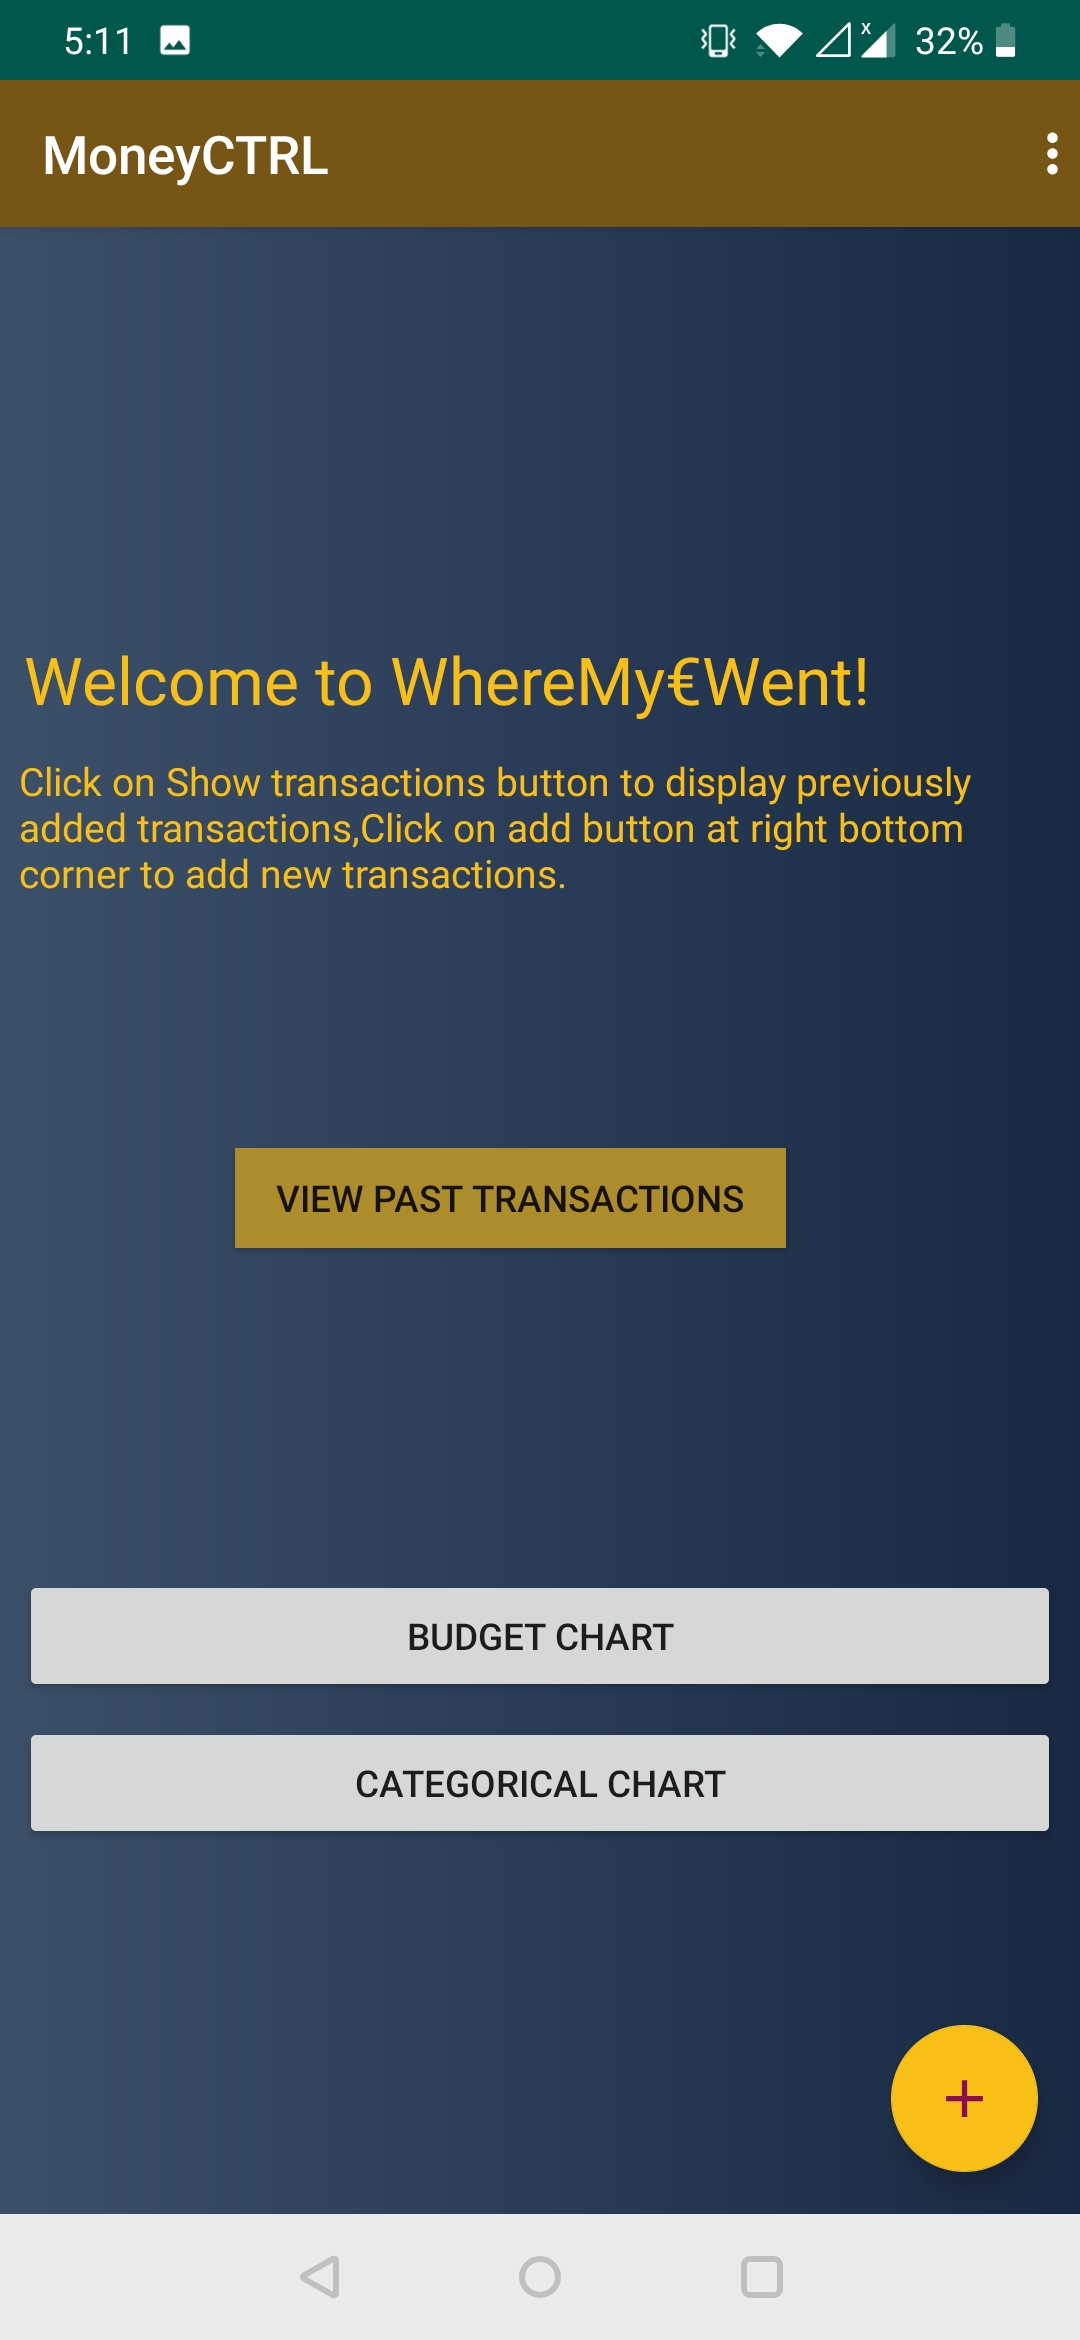 5:11
x 32%
MoneyCTRL
Welcome to WhereMy€Went!
Click on Show transactions button to display previously
added transactions,Click on add button at right bottom
corner to add new transactions.
VIEW PAST TRANSACTIONS
BUDGET CHART
CATEGORICAL CHART
+